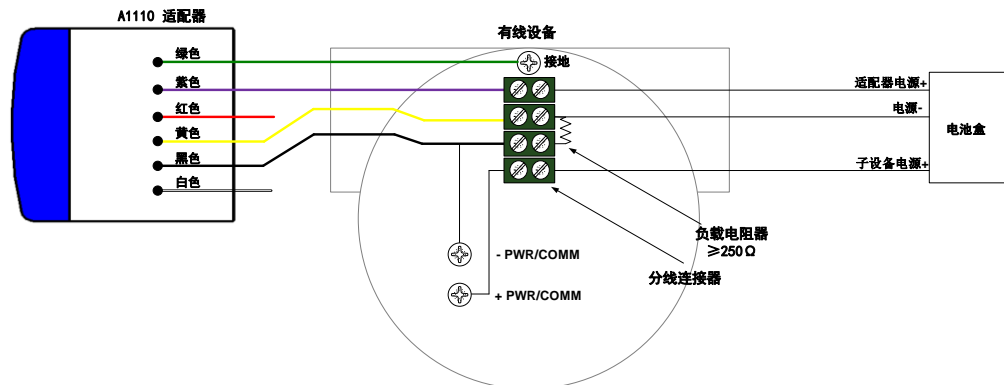 A1110 适配器
绿色
紫色
红色
黄色
黑色
白色
有线设备
接地
适配器电源+
电源-
子设备电源+
电池盒
负载电阻器
≥250Ω
分线连接器
- PWR/COMM
+ PWR/COMM